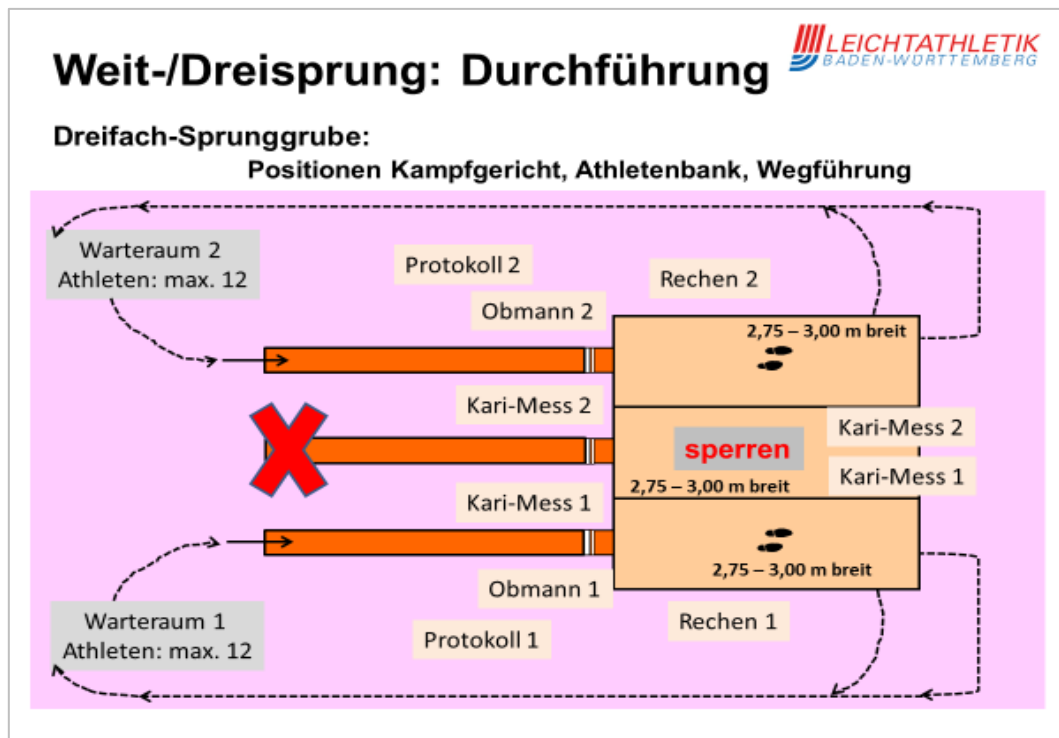 Weit-/Dreisprung: Durchführung
LEICHTATHLETIK
BADEN-WÜRTTEMBERG
Dreifach-Sprunggrube:
Positionen Kampfgericht, Athletenbank, Wegführung
Warteraum 2
Athleten: max. 12
Protokoll 2
Rechen 2
Obmann 2
2,75 – 3,00 m breit
Kari-Mess 2
Kari-Mess 2
sperren
Kari-Mess 1
2,75 – 3,00 m breit
Kari-Mess 1
2,75 – 3,00 m breit
Obmann 1
Warteraum 1
Athleten: max. 12
Protokoll 1
Rechen 1